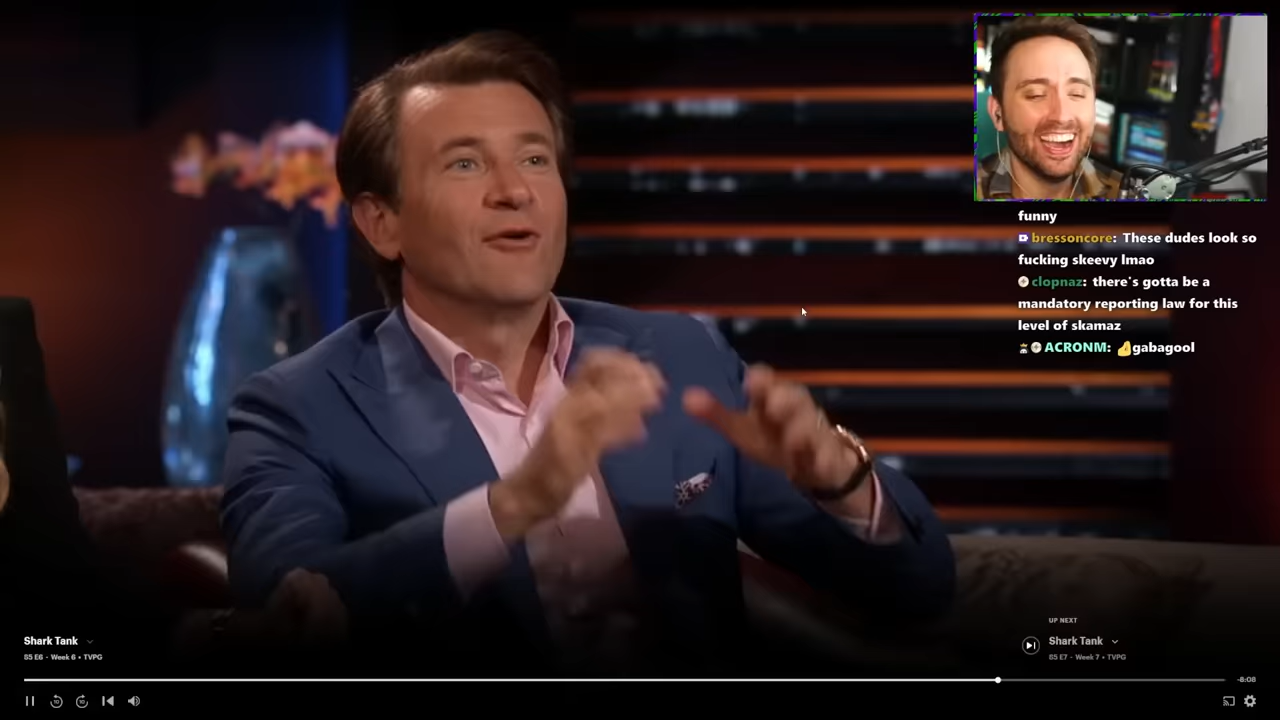 funny
bressoncore: These dudes look so
fucking skeevy lmao
clopnaz: there's gotta be a
mandatory reporting law for this
level of skamaz
ACRONM: 🤌gabagool
UP NEXT
Shark Tank
S5 E6 • Week 6 • TVPG
Shark Tank
S5 E7 • Week 7 • TVPG
-8:08
10
10